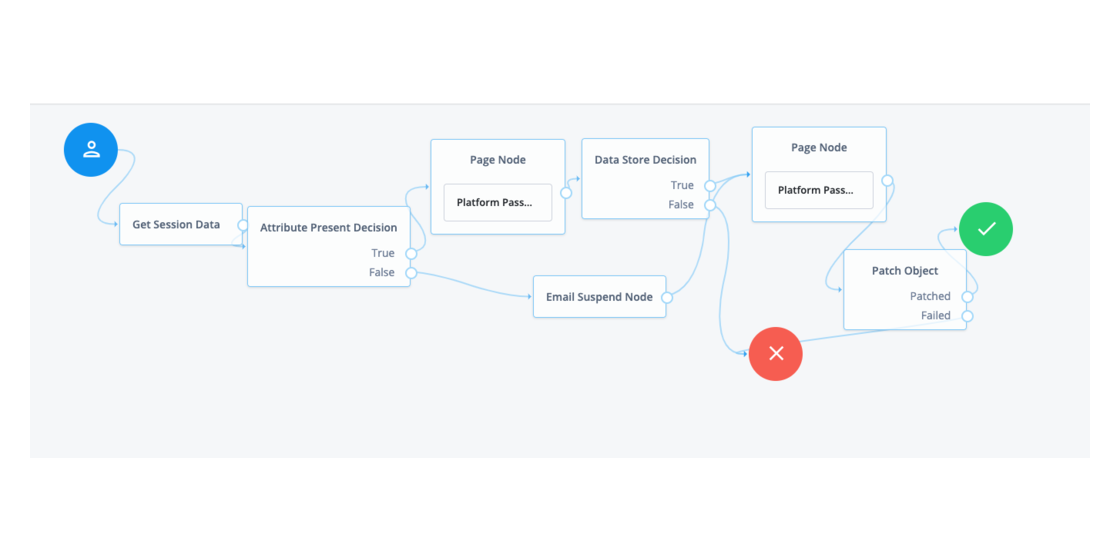 Get Session Data
Attribute Present Decision
True
False
Page Node
Platform Pass...
Data Store Decision
True
False
Email Suspend Node
Page Node
Platform Pass...
Patch Object
Patched
Failed